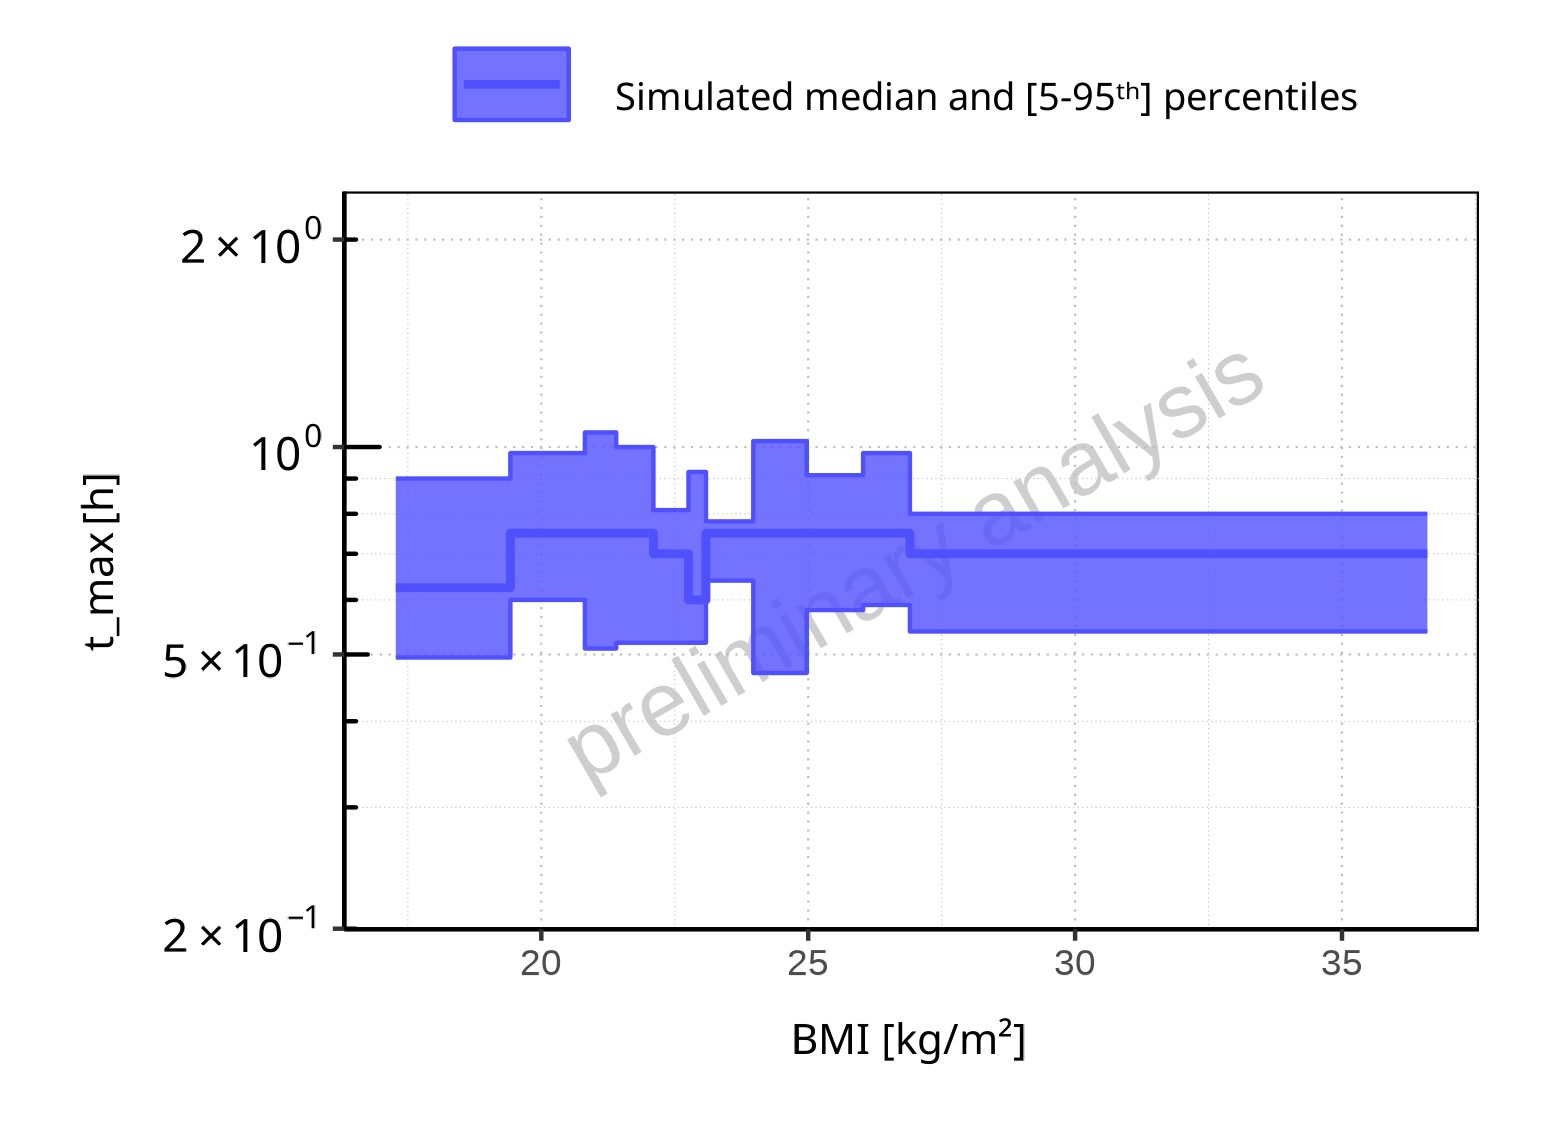 Simulated median and [5-95ᵗʰ] percentiles
2 × 10⁰
10⁰
5 × 10⁻¹
2 × 10⁻¹
t_max [h]
preliminary analysis
20 25 30 35
BMI [kg/m²]